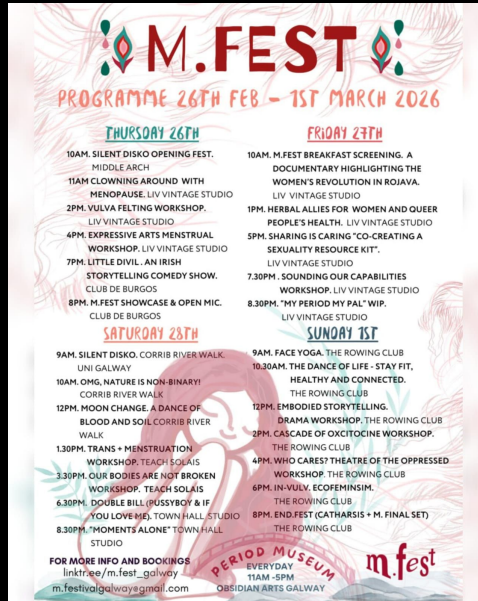 M.FEST
PROGRAMME 26TH FEB - 1ST MARCH 2026
THURSDAY 26TH
10AM. SILENT DISKO OPENING FEST.
MIDDLE ARCH
11AM CLOWNING AROUND WITH
MENOPAUSE. LIV VINTAGE STUDIO
2PM. VULVA FELTING WORKSHOP.
LIV VINTAGE STUDIO
4PM. EXPRESSIVE ARTS MENSTRUAL
WORKSHOP. LIV VINTAGE STUDIO
7PM. LITTLE DIVIL . AN IRISH
STORYTELLING COMEDY SHOW.
CLUB DE BURGOS
8PM. M.FEST SHOWCASE & OPEN MIC.
CLUB DE BURGOS
FRIDAY 27TH
10AM. M.FEST BREAKFAST SCREENING. A
DOCUMENTARY HIGHLIGHTING THE
WOMEN'S REVOLUTION IN ROJAVA.
LIV VINTAGE STUDIO
1PM. HERBAL ALLIES FOR WOMEN AND QUEER
PEOPLE'S HEALTH. LIV VINTAGE STUDIO
5PM. SHARING IS CARING "CO-CREATING A
SEXUALITY RESOURCE KIT".
LIV VINTAGE STUDIO
7.30PM . SOUNDING OUR CAPABILITIES
WORKSHOP. LIV VINTAGE STUDIO
8.30PM. "MY PERIOD MY PAL" WIP.
LIV VINTAGE STUDIO
SATURDAY 28TH
9AM. SILENT DISKO. CORRIB RIVER WALK.
UNI GALWAY
10AM. OMG, NATURE IS NON-BINARY!
CORRIB RIVER WALK
12PM. MOON CHANGE. A DANCE OF
BLOOD AND SOIL CORRIB RIVER
WALK
1.30PM. TRANS + MENSTRUATION
WORKSHOP. TEACH SOLAIS
3.30PM. OUR BODIES ARE NOT BROKEN
WORKSHOP. TEACH SOLAIS
6.30PM. DOUBLE BILL (PUSSYBOY & IF
YOU LOVE ME). TOWN HALL STUDIO
8.30PM. "MOMENTS ALONE" TOWN HALL
STUDIO
SUNDAY 1ST
9AM. FACE YOGA. THE ROWING CLUB
10.30AM. THE DANCE OF LIFE - STAY FIT,
HEALTHY AND CONNECTED.
THE ROWING CLUB
12PM. EMBODIED STORYTELLING.
DRAMA WORKSHOP. THE ROWING CLUB
2PM. CASCADE OF OXCITOCINE WORKSHOP.
THE ROWING CLUB
4PM. WHO CARES? THEATRE OF THE OPPRESSED
WORKSHOP. THE ROWING CLUB
6PM. IN-VULV. ECOFEMINSIM.
THE ROWING CLUB
8PM. END.FEST (CATHARSIS + M. FINAL SET)
THE ROWING CLUB
FOR MORE INFO AND BOOKINGS
linktr.ee/m.fest_galway
m.festivalgalway@gmail.com
PERIOD MUSEUM
EVERYDAY
11AM -5PM
OBSIDIAN ARTS GALWAY
m.fest